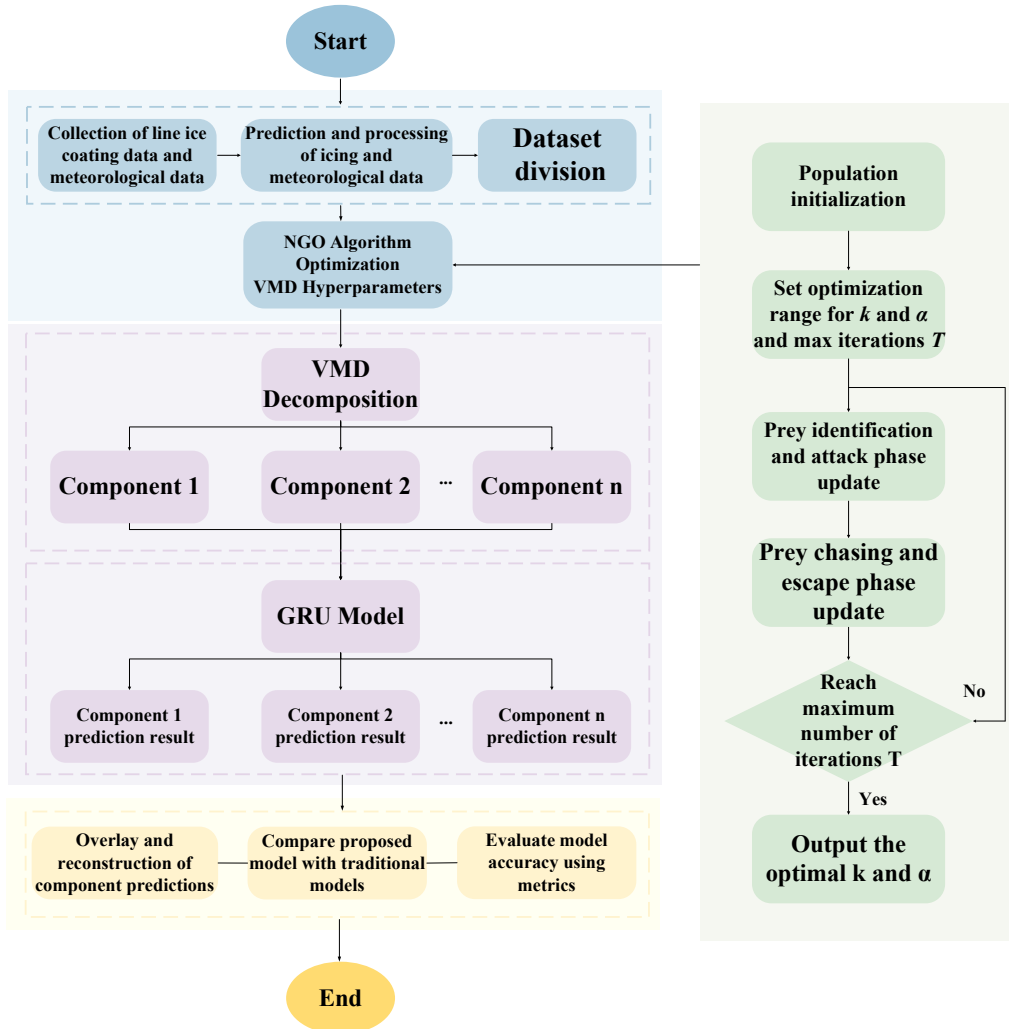 Start
Collection of line ice
coating data and
meteorological data
Prediction and processing
of icing and
meteorological data
Dataset
division
NGO Algorithm
Optimization
VMD Hyperparameters
VMD
Decomposition
Component 1
Component 2
...
Component n
GRU Model
Component 1
prediction result
Component 2
prediction result
...
Component n
prediction result
Overlay and
reconstruction of
component predictions
Compare proposed
model with traditional
models
Evaluate model
accuracy using
metrics
End
Population
initialization
Set optimization
range for k and α
and max iterations T
Prey identification
and attack phase
update
Prey chasing and
escape phase
update
Reach
maximum
number of
iterations T
No
Yes
Output the
optimal k and α